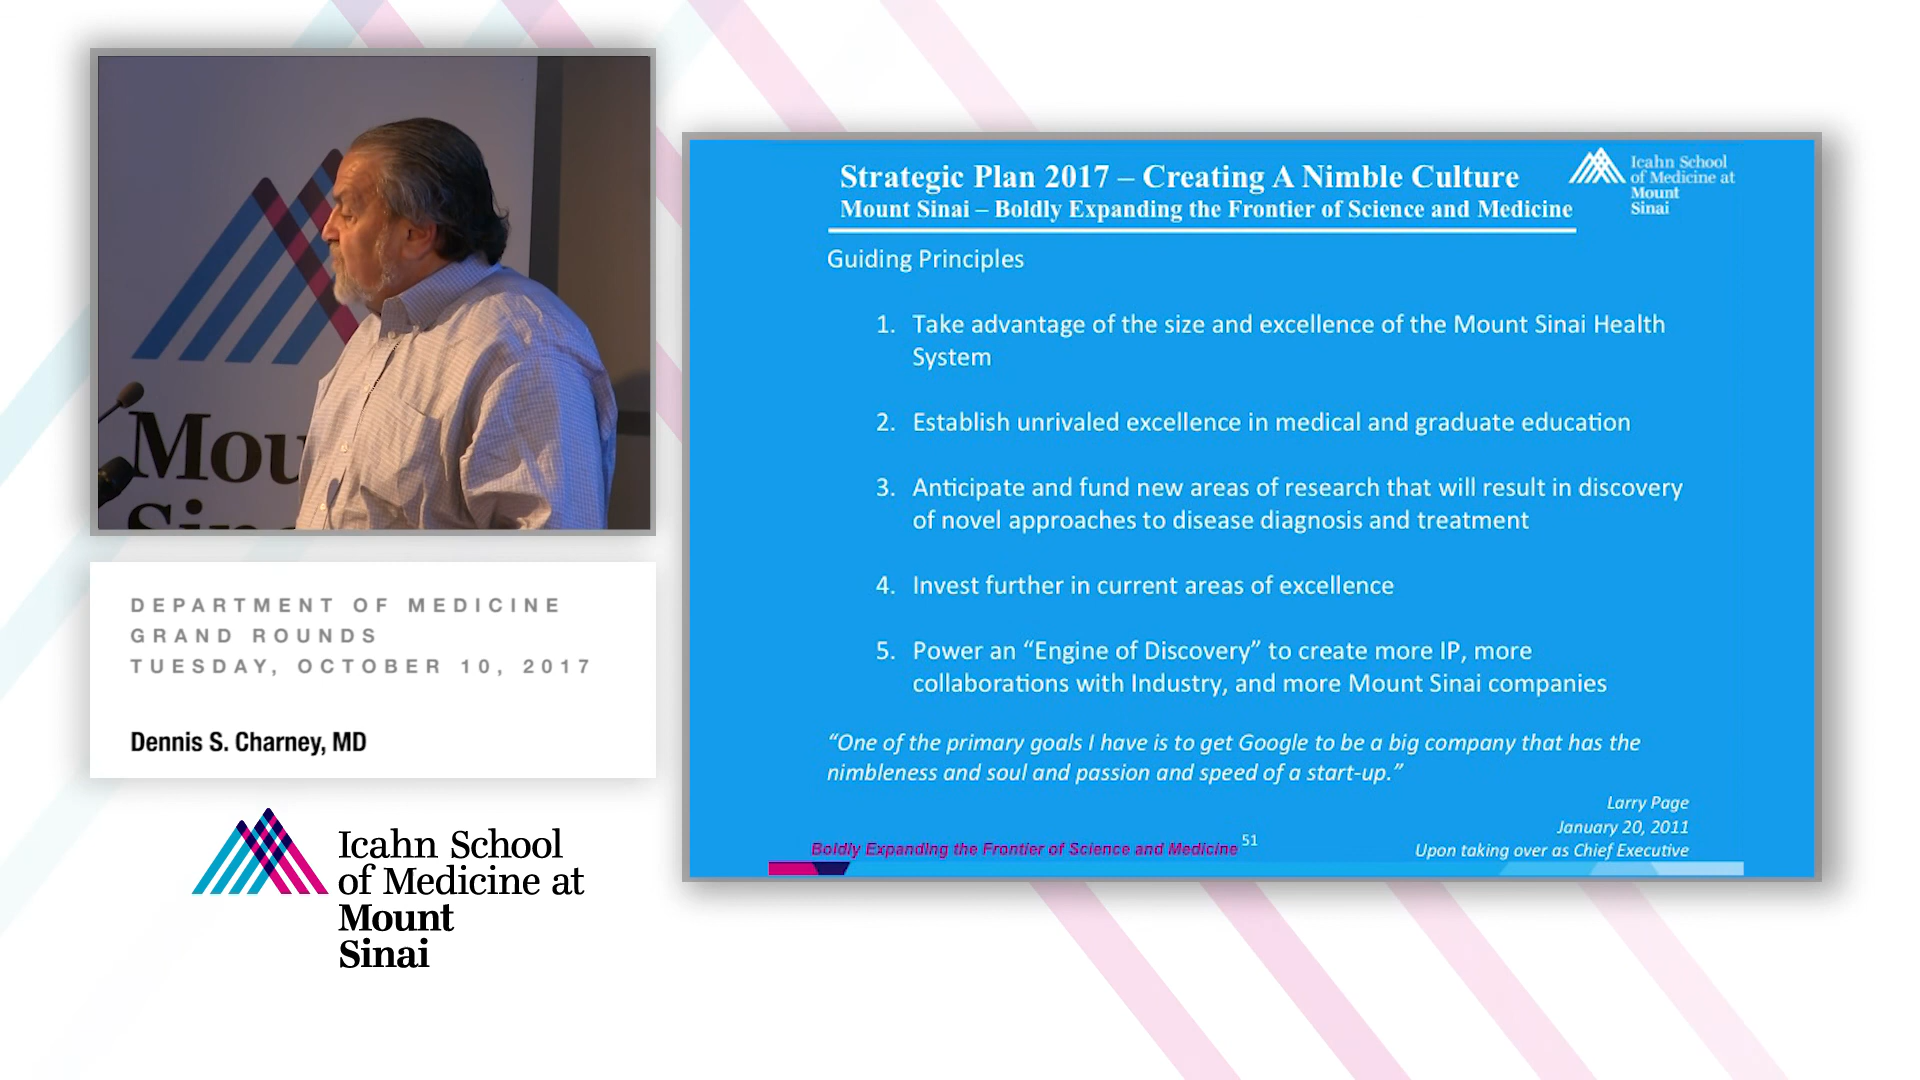 Mou
Sin
DEPARTMENT OF MEDICINE
GRAND ROUNDS
TUESDAY, OCTOBER 10, 2017
Dennis S. Charney, MD
Icahn School
of Medicine at
Mount
Sinai
Strategic Plan 2017 – Creating A Nimble Culture
Mount Sinai – Boldly Expanding the Frontier of Science and Medicine
Icahn School
of Medicine at
Mount
Sinai
Guiding Principles
1. Take advantage of the size and excellence of the Mount Sinai Health
System
2. Establish unrivaled excellence in medical and graduate education
3. Anticipate and fund new areas of research that will result in discovery
of novel approaches to disease diagnosis and treatment
4. Invest further in current areas of excellence
5. Power an “Engine of Discovery” to create more IP, more
collaborations with Industry, and more Mount Sinai companies
“One of the primary goals I have is to get Google to be a big company that has the
nimbleness and soul and passion and speed of a start-up.”
Larry Page
January 20, 2011
Upon taking over as Chief Executive
Boldly Expanding the Frontier of Science and Medicine 51